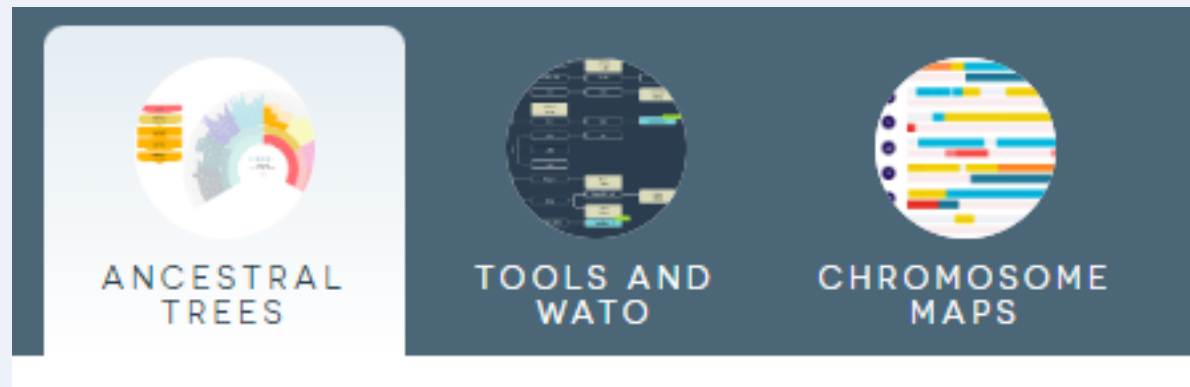 ANCESTRAL
TREES
TOOLS AND
WATO
CHROMOSOME
MAPS